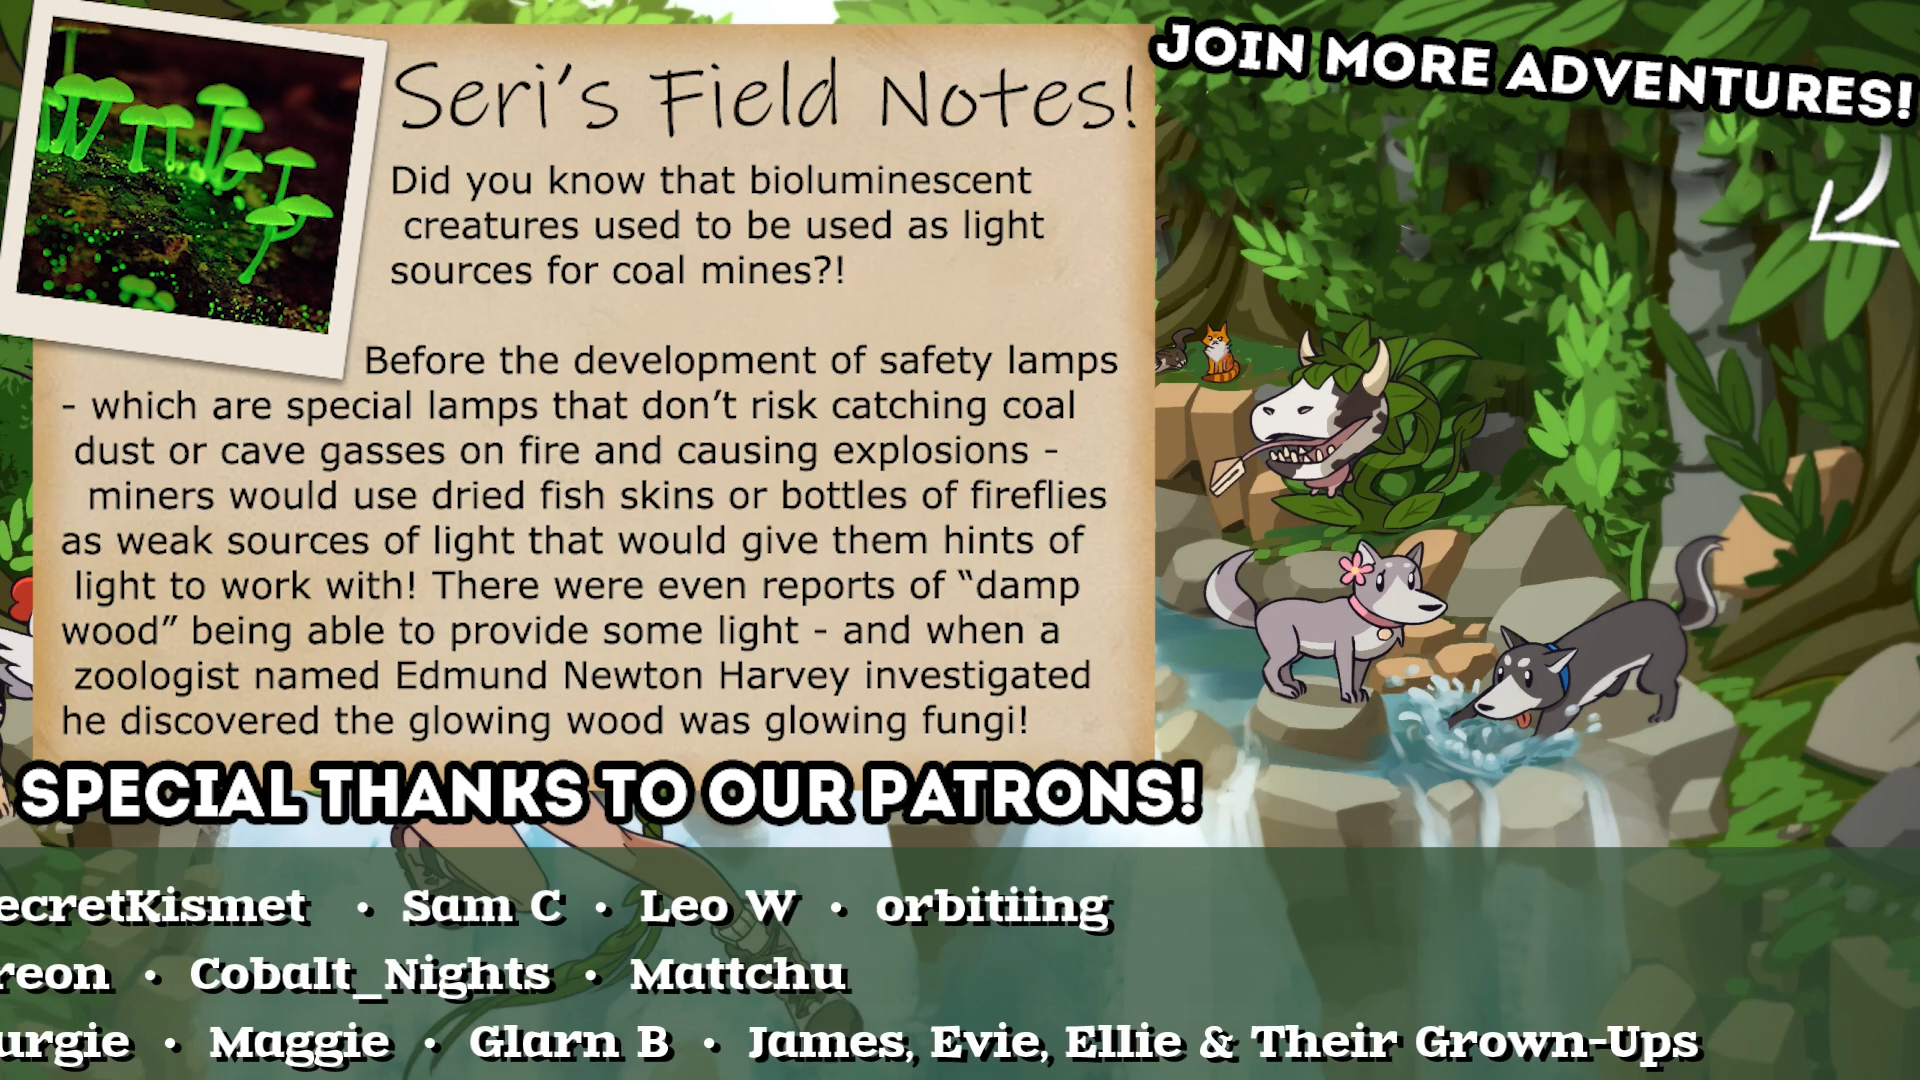 Seri's Field Notes!
JOIN MORE ADVENTURES!
Did you know that bioluminescent
creatures used to be used as light
sources for coal mines?!
Before the development of safety lamps
- which are special lamps that don't risk catching coal
dust or cave gasses on fire and causing explosions -
miners would use dried fish skins or bottles of fireflies
as weak sources of light that would give them hints of
light to work with! There were even reports of “damp
wood” being able to provide some light - and when a
zoologist named Edmund Newton Harvey investigated
he discovered the glowing wood was glowing fungi!
SPECIAL THANKS TO OUR PATRONS!
ecretKismet • Sam C • Leo W • orbitiing
reon • Cobalt_Nights • Mattchu
urgie • Maggie • Glarn B • James, Evie, Ellie & Their Grown-Ups